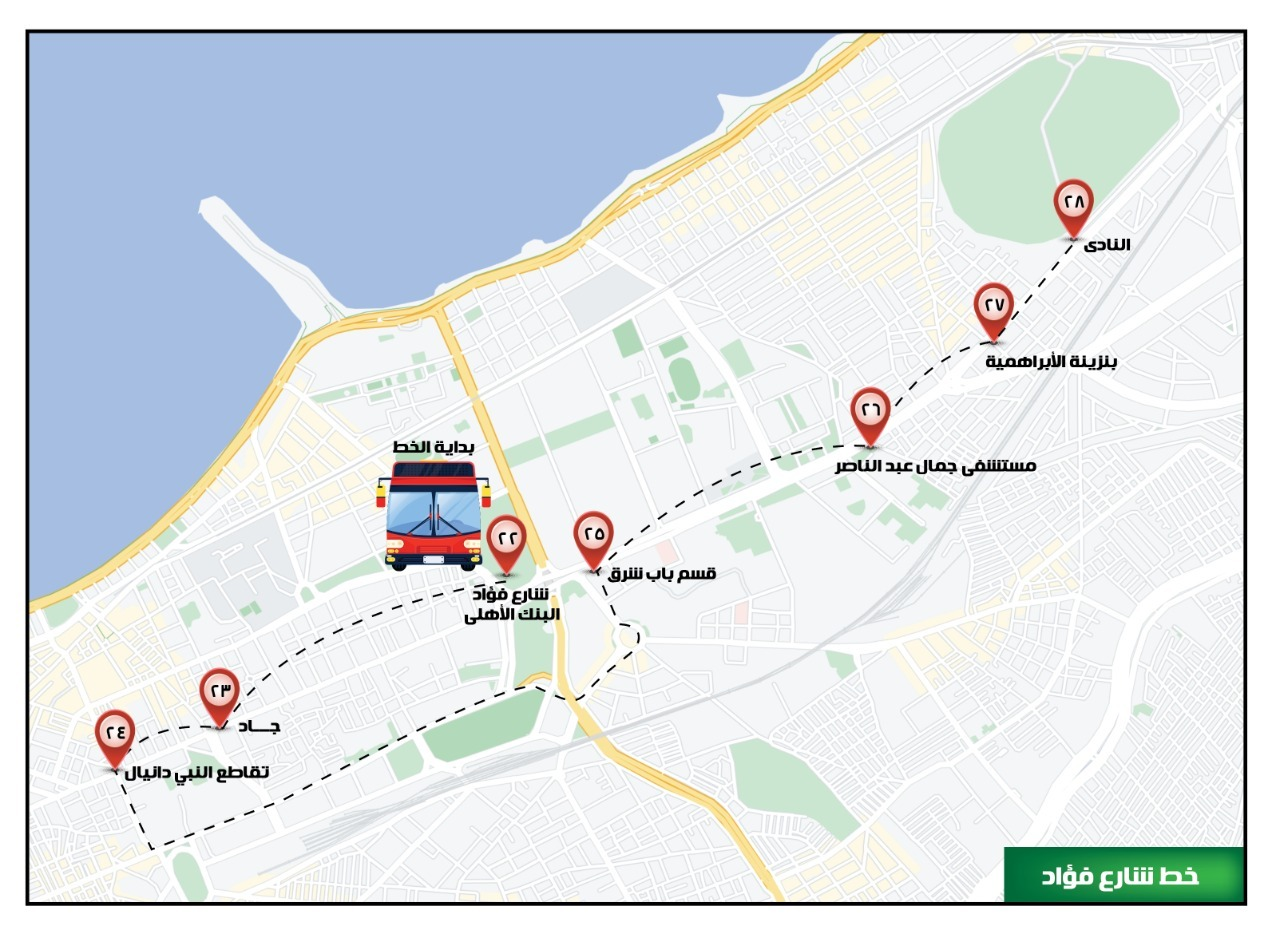 ٢٨
النادى
٢٧
بنزينة الأبراهمية
٢٦
مستشفى جمال عبد الناصر
بداية الخط
٢٢
شارع فؤاد
البنك الأهلى
٢٥
قسم باب شرق
٢٣
جـــاد
٢٤
تقاطع النبي دانيال
خط شارع فؤاد